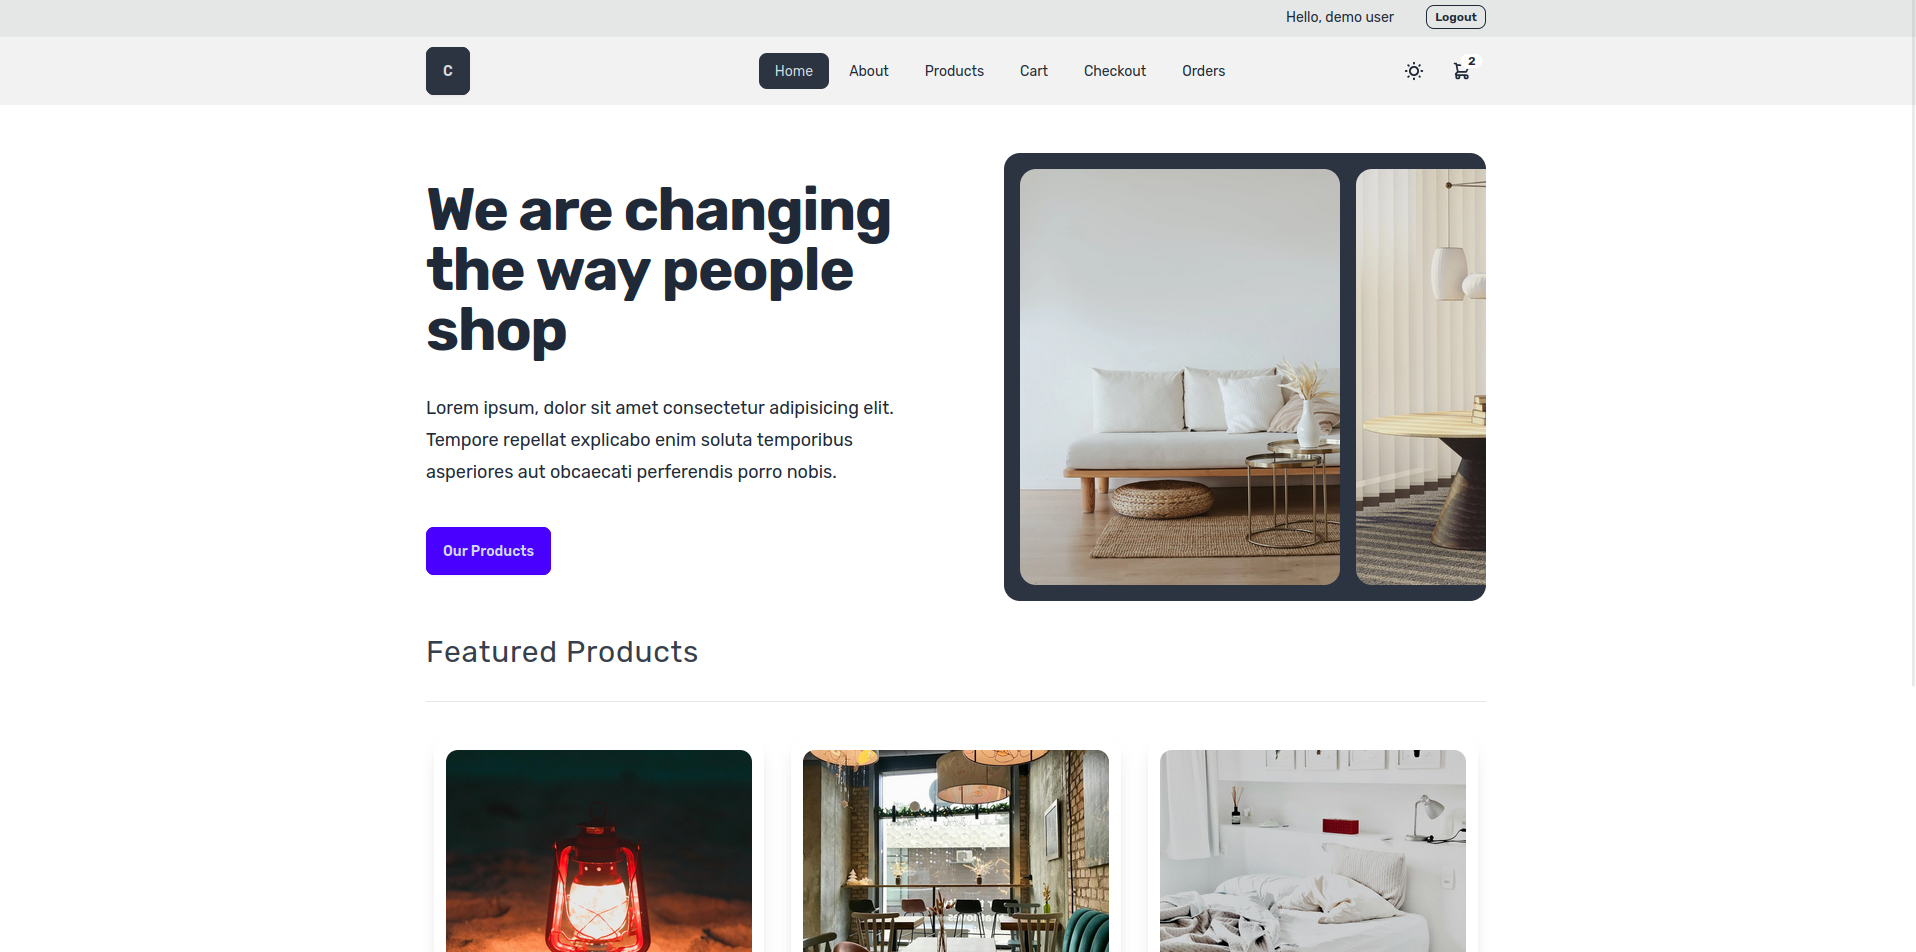 Hello, demo user
Logout
C
Home
About
Products
Cart
Checkout
Orders
2
We are changing
the way people
shop
Lorem ipsum, dolor sit amet consectetur adipisicing elit.
Tempore repellat explicabo enim soluta temporibus
asperiores aut obcaecati perferendis porro nobis.
Our Products
Featured Products